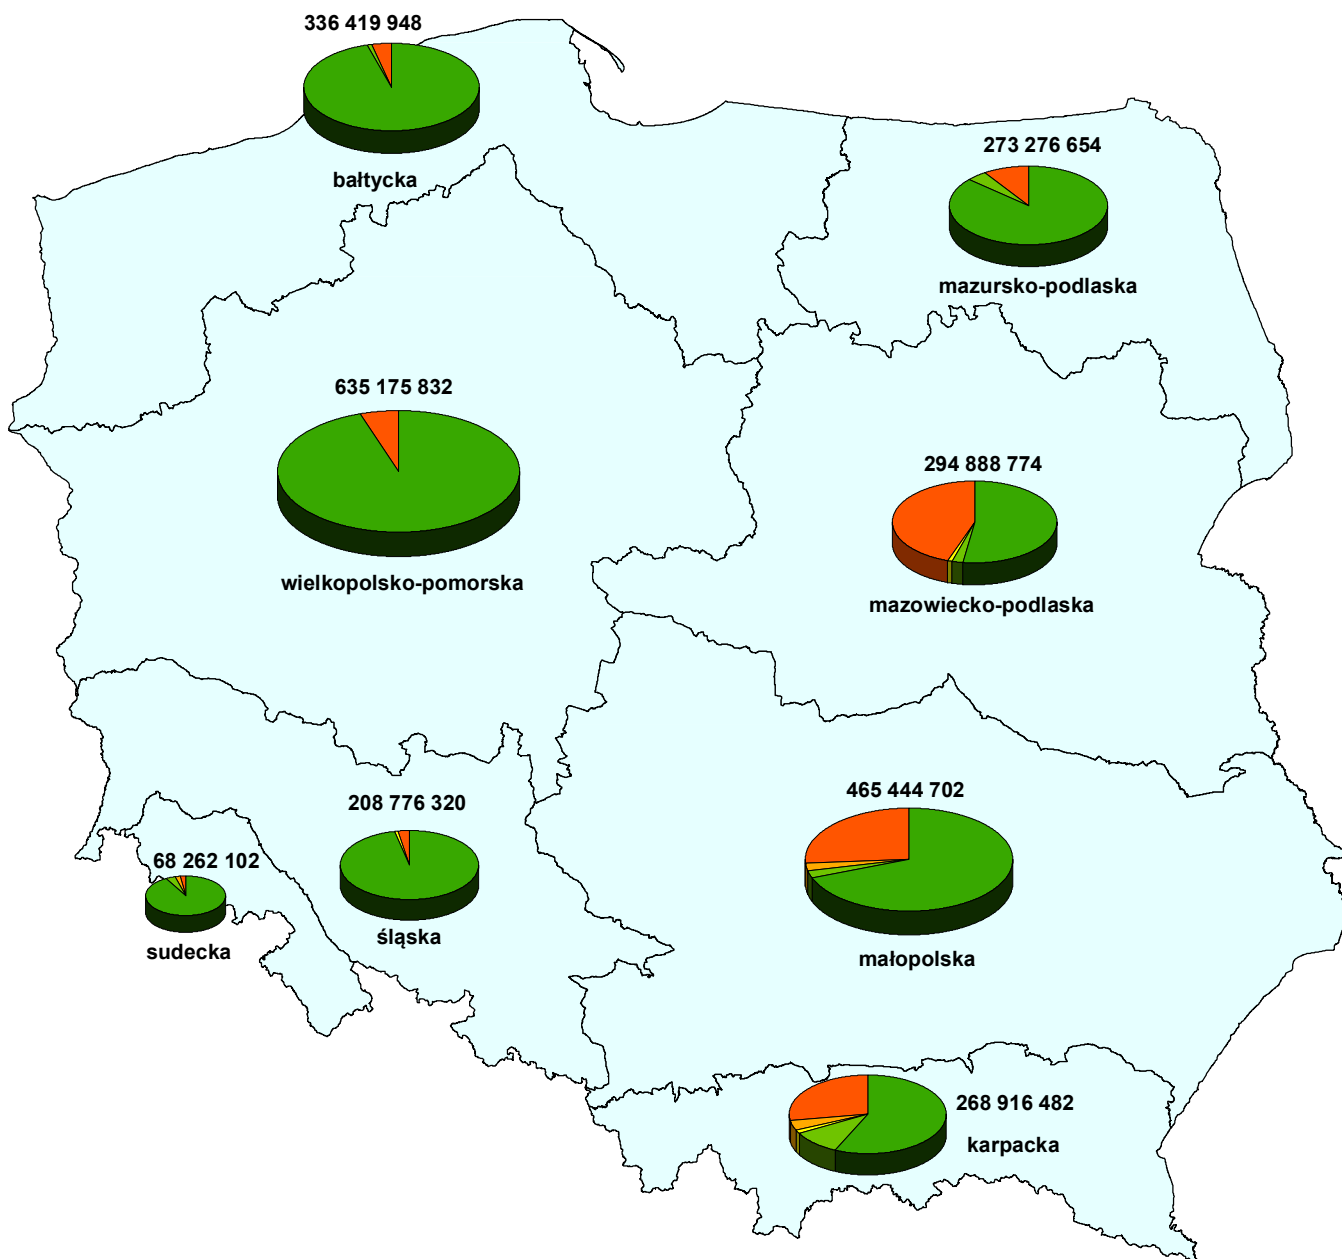 336 419 948
bałtycka
273 276 654
mazursko-podlaska
635 175 832
wielkopolsko-pomorska
294 888 774
mazowiecko-podlaska
208 776 320
śląska
68 262 102
sudecka
465 444 702
małopolska
268 916 482
karpacka